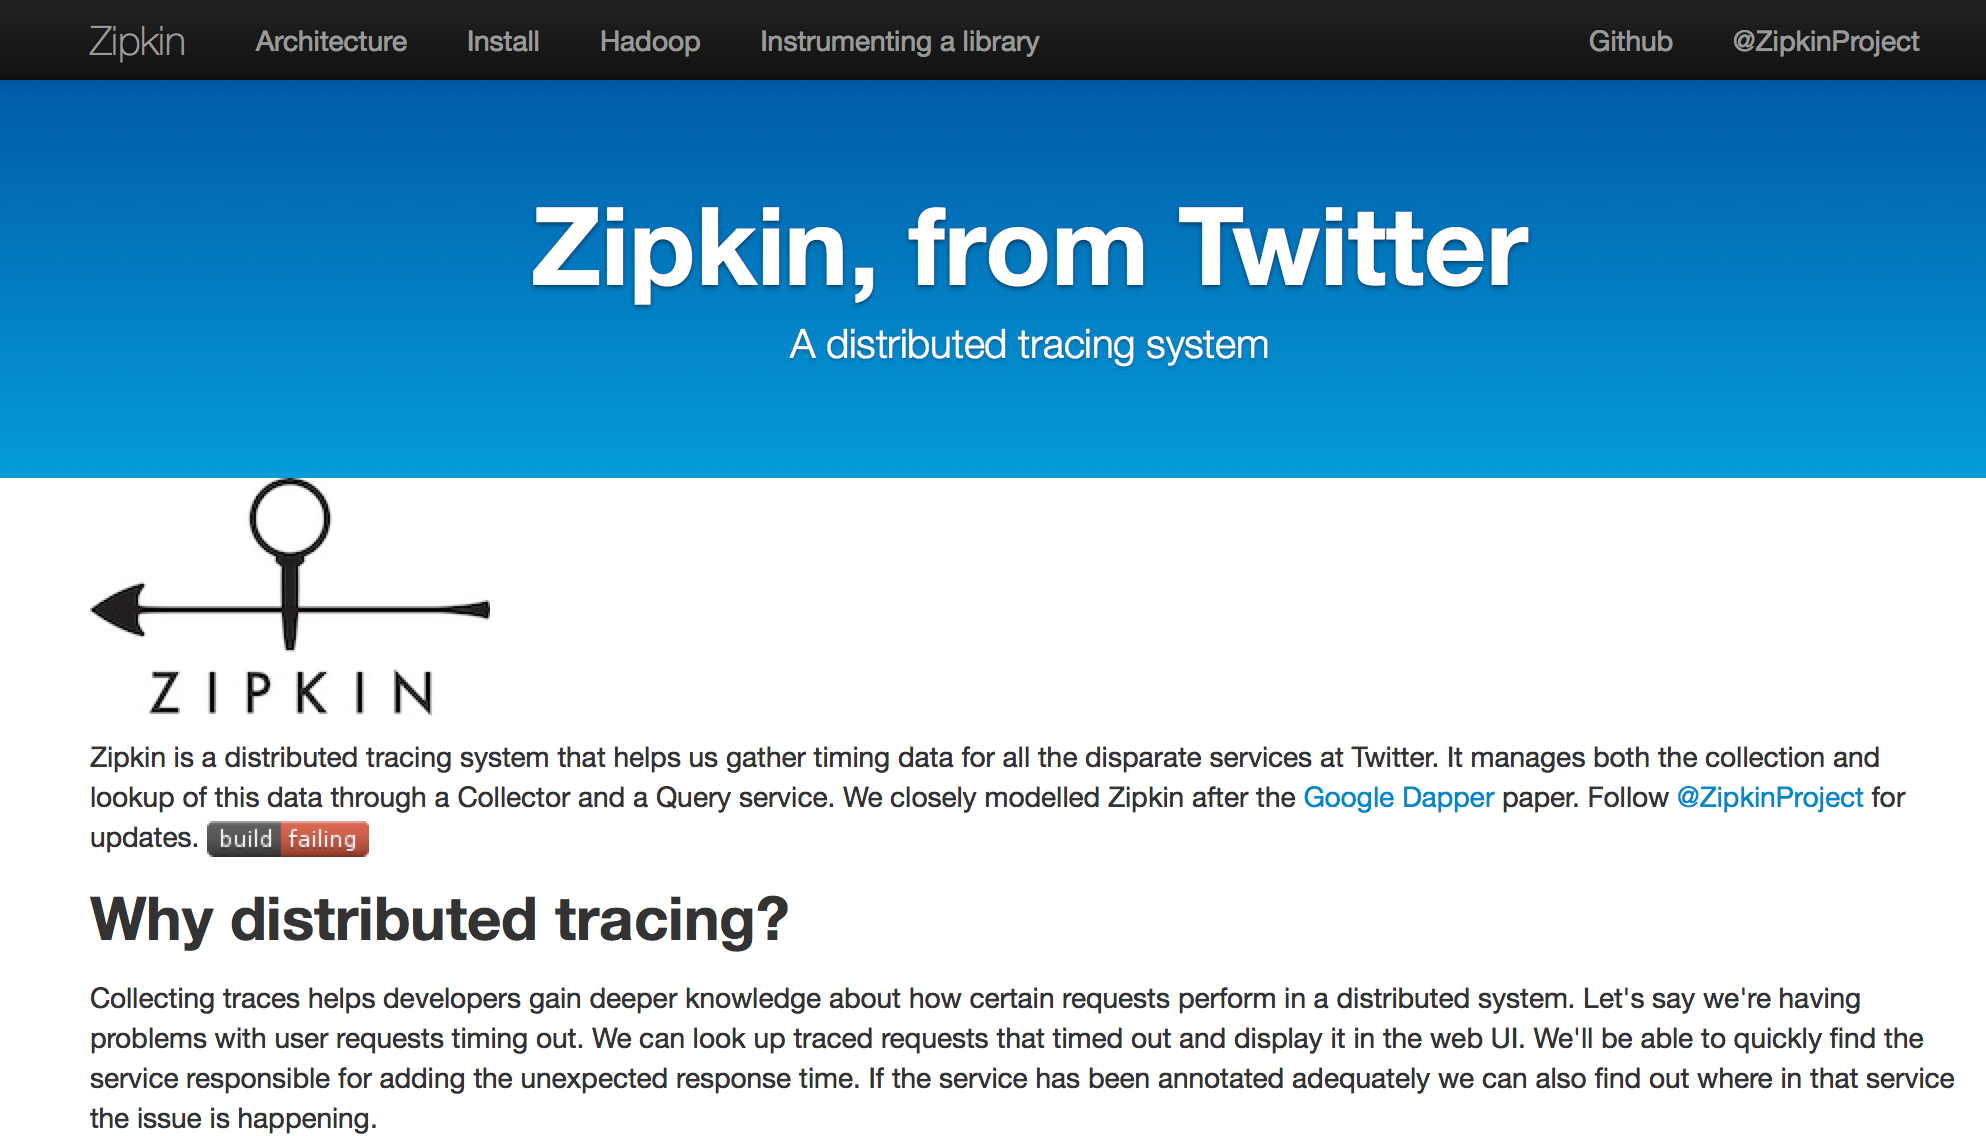 Zipkin Architecture Install Hadoop Instrumenting a library Github @ZipkinProject
Zipkin, from Twitter
A distributed tracing system
ZIPKIN
Zipkin is a distributed tracing system that helps us gather timing data for all the disparate services at Twitter. It manages both the collection and
lookup of this data through a Collector and a Query service. We closely modelled Zipkin after the Google Dapper paper. Follow @ZipkinProject for
updates. build failing
Why distributed tracing?
Collecting traces helps developers gain deeper knowledge about how certain requests perform in a distributed system. Let's say we're having
problems with user requests timing out. We can look up traced requests that timed out and display it in the web UI. We'll be able to quickly find the
service responsible for adding the unexpected response time. If the service has been annotated adequately we can also find out where in that service
the issue is happening.